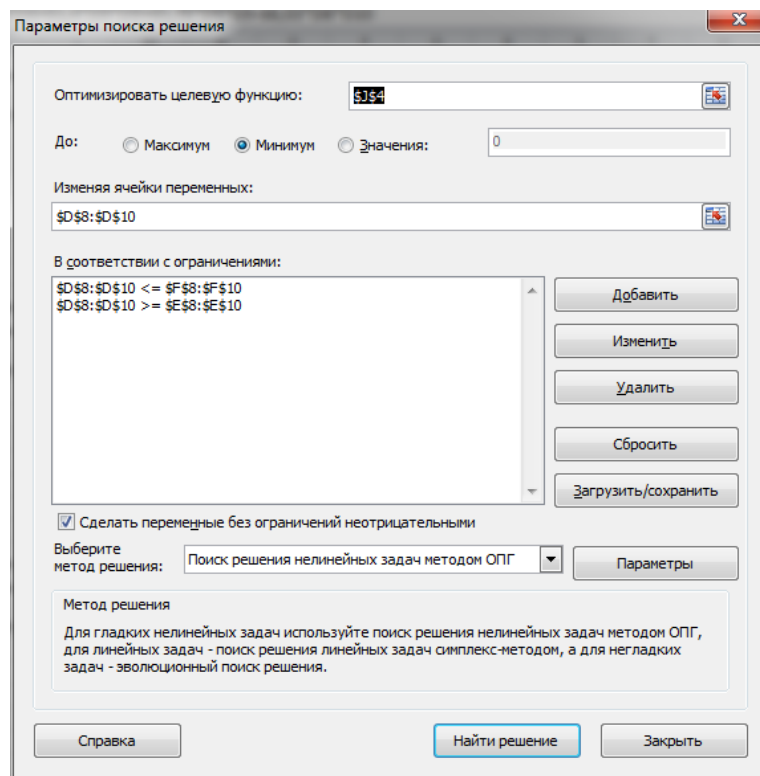 Параметры поиска решения
Оптимизировать целевую функцию: $J$4
До: Максимум Минимум Значения: 0
Изменяя ячейки переменных:
$D$8:$D$10
В соответствии с ограничениями:
$D$8:$D$10 <= $F$8:$F$10
$D$8:$D$10 >= $E$8:$E$10
Добавить
Изменить
Удалить
Сбросить
Загрузить/сохранить
Сделать переменные без ограничений неотрицательными
Выберите
метод решения: Поиск решения нелинейных задач методом ОПГ Параметры
Метод решения
Для гладких нелинейных задач используйте поиск решения нелинейных задач методом ОПГ,
для линейных задач - поиск решения линейных задач симплекс-методом, а для негладких
задач - эволюционный поиск решения.
Справка Найти решение Закрыть